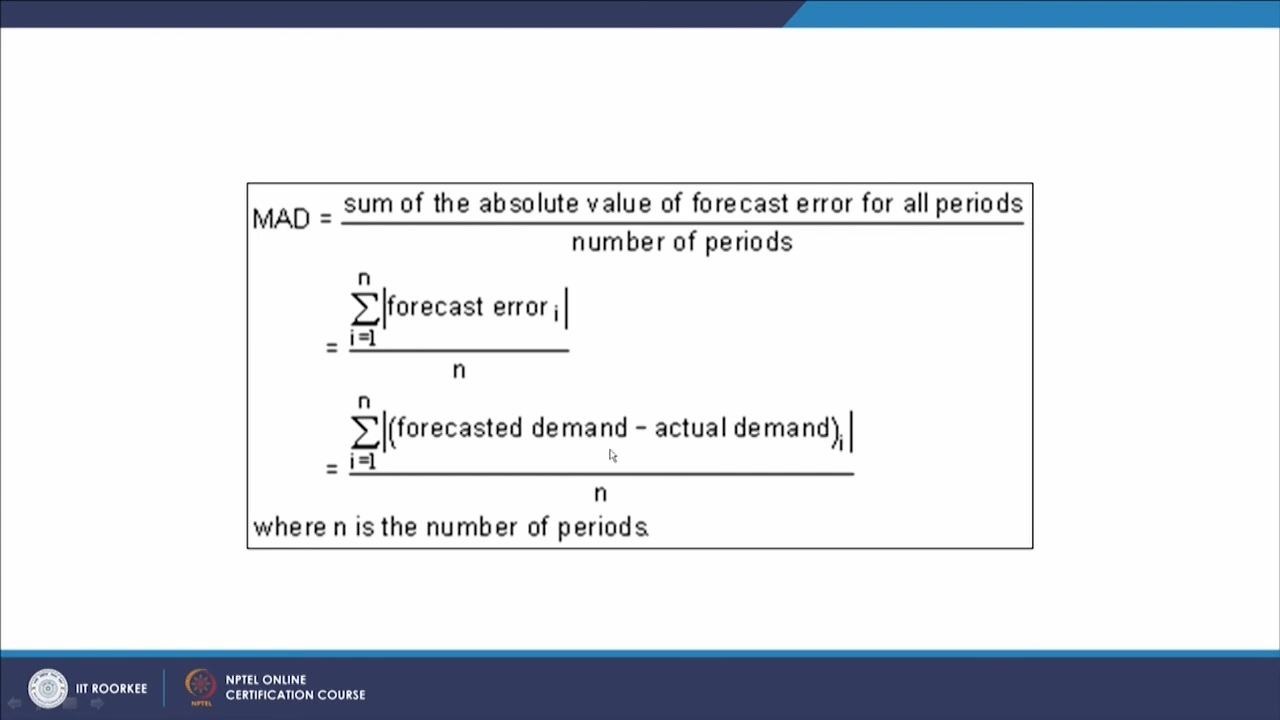 MAD = sum of the absolute value of forecast error for all periods
number of periods
n
= ∑|forecast error i|
i=1
n
n
= ∑|(forecasted demand - actual demand)i|
i=1
n
where n is the number of periods.
IIT ROORKEE
NPTEL ONLINE
CERTIFICATION COURSE
NPTEL